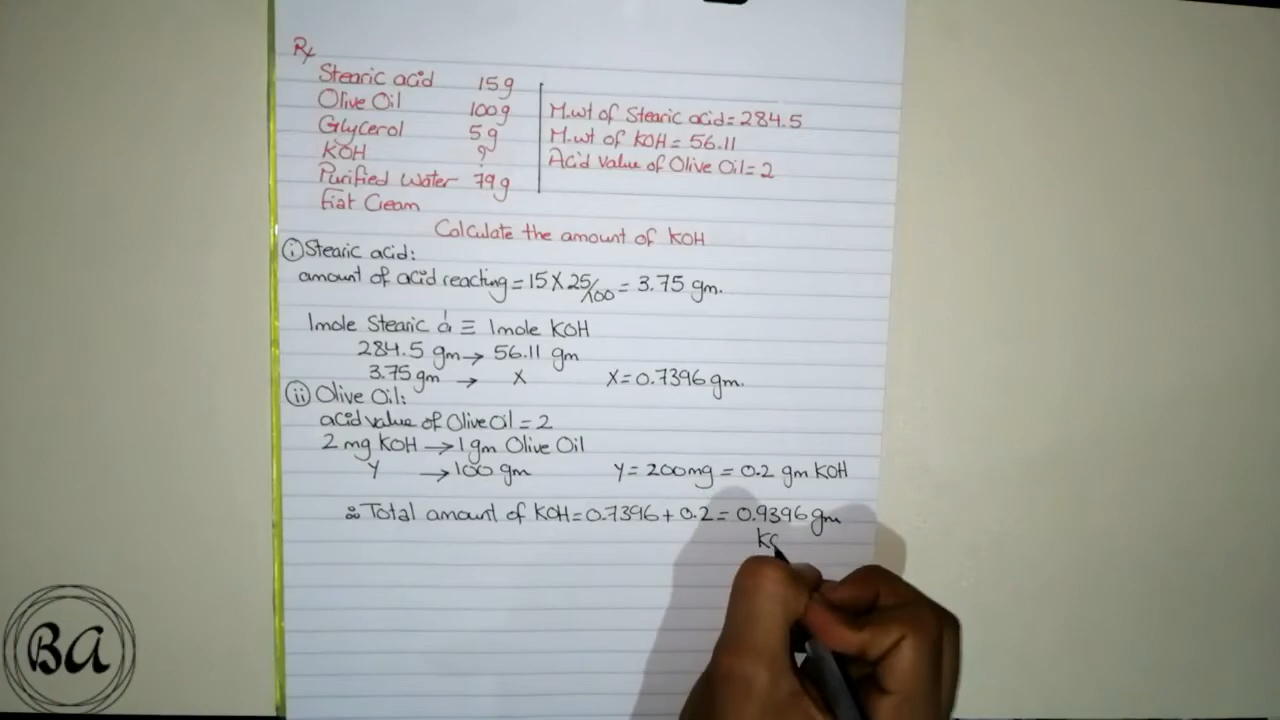 Rx
Stearic acid 15g
Olive Oil 100g
Glycerol 5g
KOH ?
Purified Water 79g
Fiat Cream
M.wt of Stearic acid = 284.5
M.wt of KOH = 56.11
Acid Value of Olive Oil = 2
Calculate the amount of KOH
i Stearic acid:
amount of acid reacting = 15 X 25/100 = 3.75 gm.
1mole Stearic a ≡ 1mole KOH
284.5 gm → 56.11 gm
3.75 gm → X X = 0.7396 gm.
ii Olive Oil:
acid value of Olive Oil = 2
2 mg KOH → 1 gm Olive Oil
Y → 100 gm Y = 200mg = 0.2 gm KOH
∴ Total amount of KOH = 0.7396 + 0.2 = 0.9396 gm
KO
BA